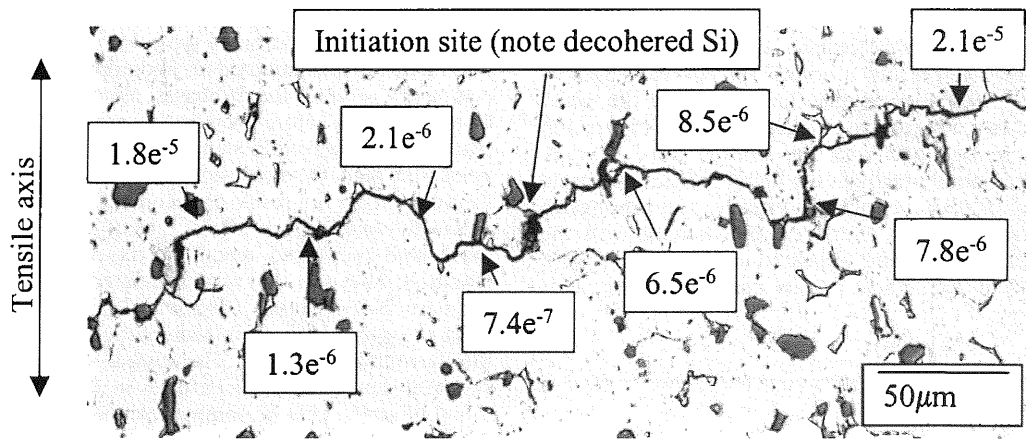 Initiation site (note decohered Si)
2.1e⁻⁵
8.5e⁻⁶
2.1e⁻⁶
1.8e⁻⁵
Tensile axis
7.8e⁻⁶
6.5e⁻⁶
7.4e⁻⁷
1.3e⁻⁶
50μm